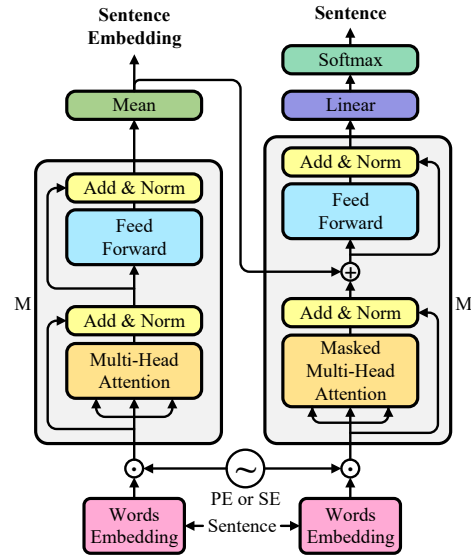 Sentence
Embedding
Mean
Add & Norm
Feed
Forward
M
Add & Norm
Multi-Head
Attention
Words
Embedding
Sentence
Softmax
Linear
Add & Norm
Feed
Forward
+
M
Add & Norm
Masked
Multi-Head
Attention
~
PE or SE
Sentence
Words
Embedding